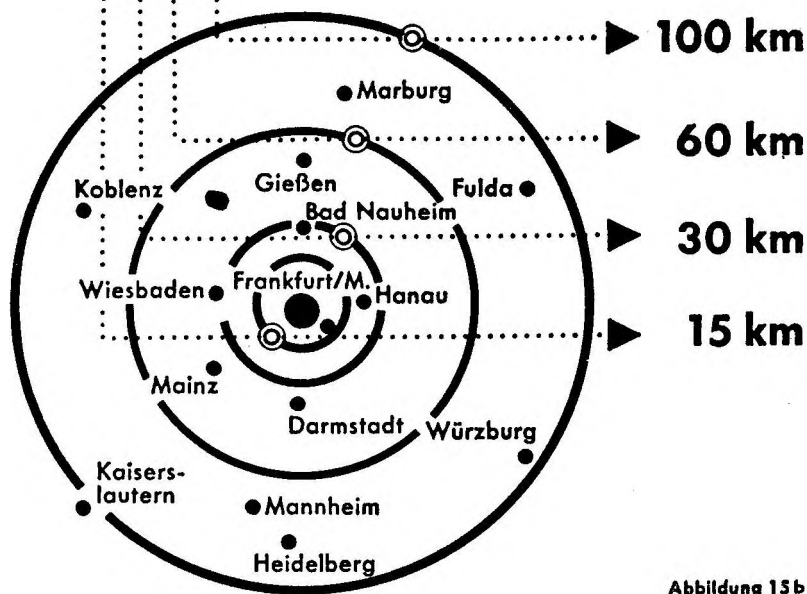 100 km
Marburg
60 km
Gießen
Koblenz
Fulda
Bad Nauheim
30 km
Frankfurt/M.
Wiesbaden
Hanau
15 km
Mainz
Darmstadt
Würzburg
Kaisers-
lautern
Mannheim
Heidelberg
Abbildung 15b